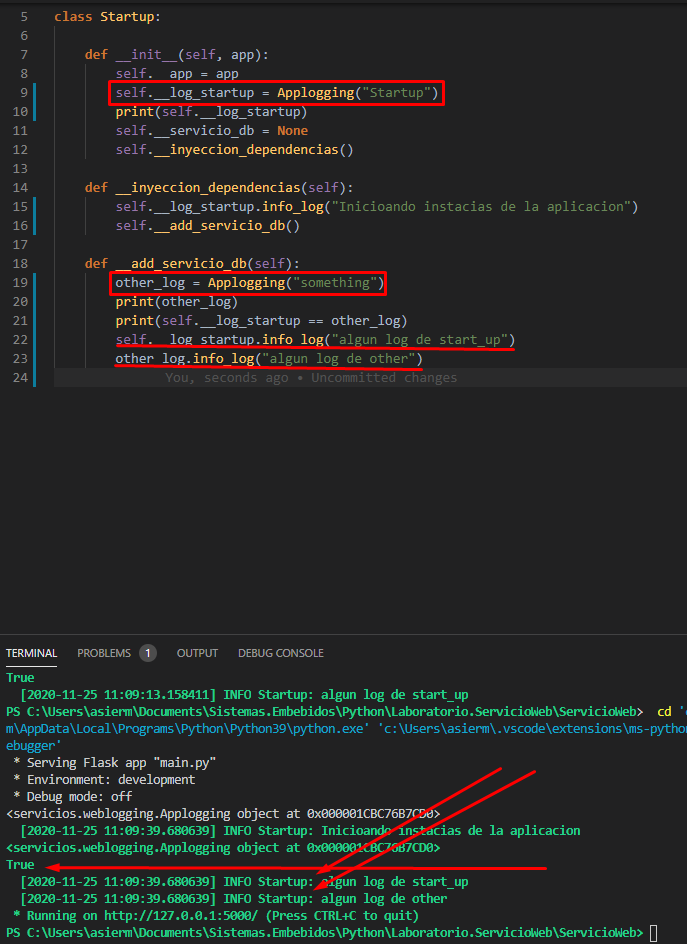 5 class Startup:
6
7 def __init__(self, app):
8 self.__app = app
9 self.__log_startup = Applogging("Startup")
10 print(self.__log_startup)
11 self.__servicio_db = None
12 self.__inyeccion_dependencias()
13
14 def __inyeccion_dependencias(self):
15 self.__log_startup.info_log("Inicioando instacias de la aplicacion")
16 self.__add_servicio_db()
17
18 def __add_servicio_db(self):
19 other_log = Applogging("something")
20 print(other_log)
21 print(self.__log_startup == other_log)
22 self.__log_startup.info_log("algun log de start_up")
23 other_log.info_log("algun log de other")
24 You, seconds ago • Uncommitted changes
TERMINAL PROBLEMS 1 OUTPUT DEBUG CONSOLE
True
[2020-11-25 11:09:13.158411] INFO Startup: algun log de start_up
PS C:\Users\asierm\Documents\Sistemas.Embebidos\Python\Laboratorio.ServicioWeb\ServicioWeb> cd '
m\AppData\Local\Programs\Python\Python39\python.exe' 'c:\Users\asierm\.vscode\extensions\ms-python
ebugger'
* Serving Flask app "main.py"
* Environment: development
* Debug mode: off
<servicios.weblogging.Applogging object at 0x000001CBC76B7CD0>
[2020-11-25 11:09:39.680639] INFO Startup: Inicioando instacias de la aplicacion
<servicios.weblogging.Applogging object at 0x000001CBC76B7CD0>
True
[2020-11-25 11:09:39.680639] INFO Startup: algun log de start_up
[2020-11-25 11:09:39.680639] INFO Startup: algun log de other
* Running on http://127.0.0.1:5000/ (Press CTRL+C to quit)
PS C:\Users\asierm\Documents\Sistemas.Embebidos\Python\Laboratorio.ServicioWeb\ServicioWeb>